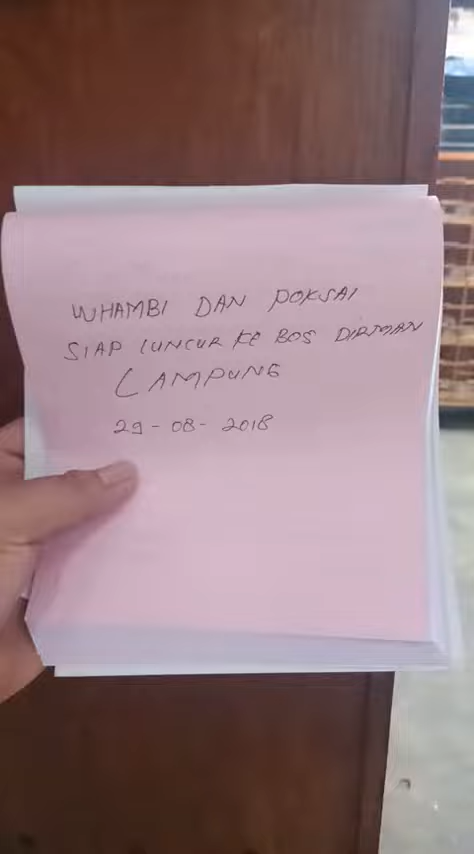 WHAMBI DAN POKSAI
SIAP LUNCUR KE BOS DIRMAN
LAMPUNG
29-08-2018